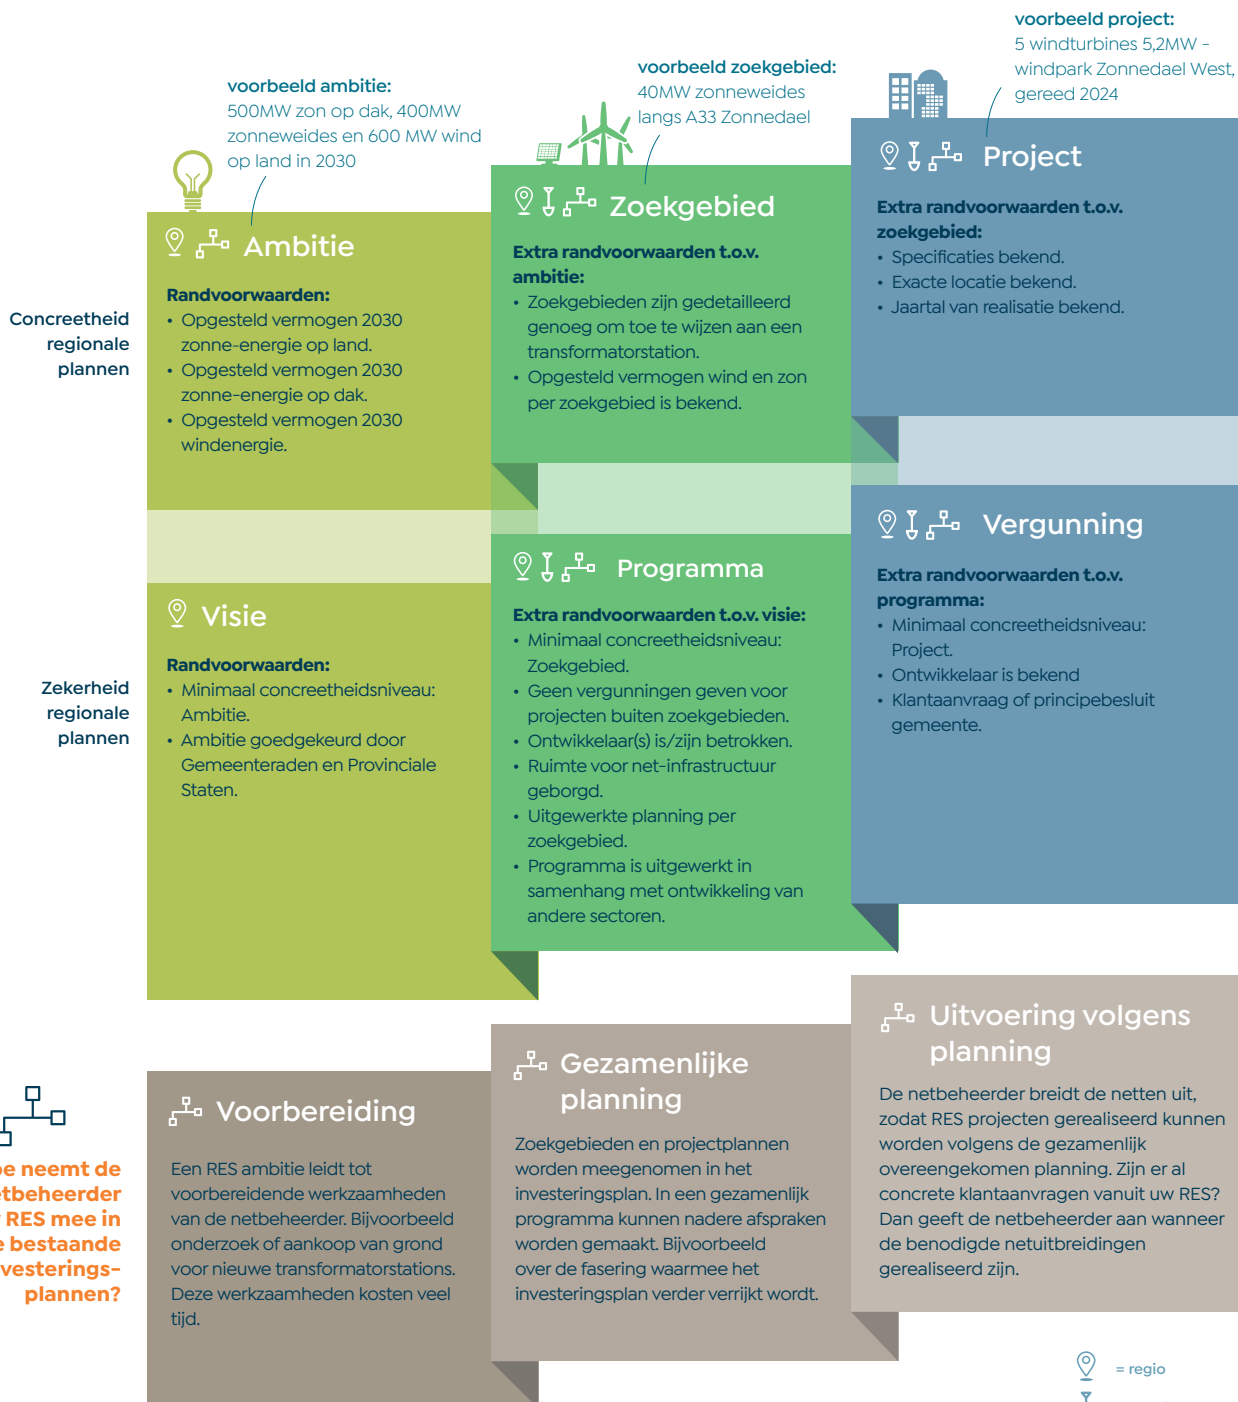 voorbeeld ambitie:
500MW zon op dak, 400MW
zonneweides en 600 MW wind
op land in 2030
voorbeeld zoekgebied:
40MW zonneweides
langs A33 Zonnedael
voorbeeld project:
5 windturbines 5,2MW -
windpark Zonnedael West,
gereed 2024
Concreetheid
regionale
plannen
Ambitie
Randvoorwaarden:
• Opgesteld vermogen 2030
zonne-energie op land.
• Opgesteld vermogen 2030
zonne-energie op dak.
• Opgesteld vermogen 2030
windenergie.
Zoekgebied
Extra randvoorwaarden t.o.v.
ambitie:
• Zoekgebieden zijn gedetailleerd
genoeg om toe te wijzen aan een
transformatorstation.
• Opgesteld vermogen wind en zon
per zoekgebied is bekend.
Project
Extra randvoorwaarden t.o.v.
zoekgebied:
• Specificaties bekend.
• Exacte locatie bekend.
• Jaartal van realisatie bekend.
Zekerheid
regionale
plannen
Visie
Randvoorwaarden:
• Minimaal concreetheidsniveau:
Ambitie.
• Ambitie goedgekeurd door
Gemeenteraden en Provinciale
Staten.
Programma
Extra randvoorwaarden t.o.v. visie:
• Minimaal concreetheidsniveau:
Zoekgebied.
• Geen vergunningen geven voor
projecten buiten zoekgebieden.
• Ontwikkelaar(s) is/zijn betrokken.
• Ruimte voor net-infrastructuur
geborgd.
• Uitgewerkte planning per
zoekgebied.
• Programma is uitgewerkt in
samenhang met ontwikkeling van
andere sectoren.
Vergunning
Extra randvoorwaarden t.o.v.
programma:
• Minimaal concreetheidsniveau:
Project.
• Ontwikkelaar is bekend
• Klantaanvraag of principebesluit
gemeente.
neemt de
etbeheerder
RES mee in
bestaande
vesterings-
plannen?
Voorbereiding
Een RES ambitie leidt tot
voorbereidende werkzaamheden
van de netbeheerder. Bijvoorbeeld
onderzoek of aankoop van grond
voor nieuwe transformatorstations.
Deze werkzaamheden kosten veel
tijd.
Gezamenlijke
planning
Zoekgebieden en projectplannen
worden meegenomen in het
investeringsplan. In een gezamenlijk
programma kunnen nadere afspraken
worden gemaakt. Bijvoorbeeld
over de fasering waarmee het
investeringsplan verder verrijkt wordt.
Uitvoering volgens
planning
De netbeheerder breidt de netten uit,
zodat RES projecten gerealiseerd kunnen
worden volgens de gezamenlijk
overeengekomen planning. Zijn er al
concrete klantaanvragen vanuit uw RES?
Dan geeft de netbeheerder aan wanneer
de benodigde netuitbreidingen
gerealiseerd zijn.
= regio